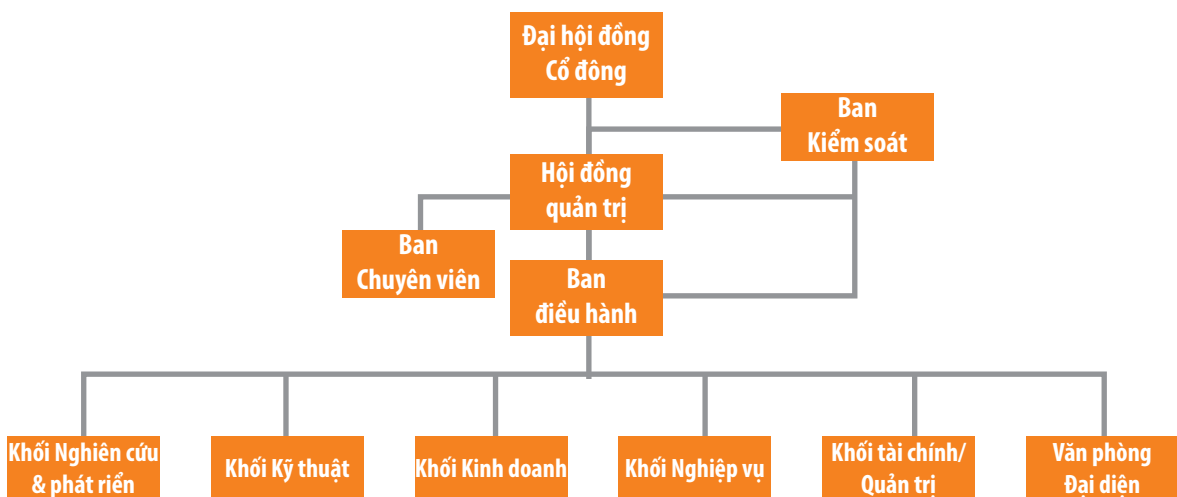 Đại hội đồng
Cổ đông
Ban
Kiểm soát
Hội đồng
quản trị
Ban
Chuyên viên
Ban
điều hành
Khối Nghiên cứu
& phát riển
Khối Kỹ thuật
Khối Kinh doanh
Khối Nghiệp vụ
Khối tài chính/
Quản trị
Văn phòng
Đại diện